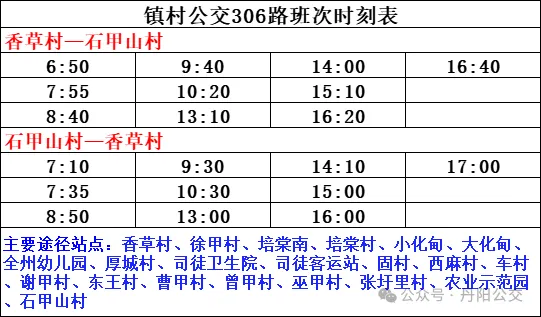 镇村公交306路班次时刻表
香草村—石甲山村
6:50 9:40 14:00 16:40
7:55 10:20 15:10
8:40 13:10 16:20
石甲山村—香草村
7:10 9:30 14:10 17:00
7:35 10:30 15:00
8:50 13:00 16:00
主要途径站点：香草村、徐甲村、培棠南、培棠村、小化甸、大化甸、
全州幼儿园、厚城村、司徒卫生院、司徒客运站、固村、西麻村、车村
、谢甲村、东王村、曹甲村、曾甲村、巫甲村、张圩里村、农业示范园
、石甲山村
公众号 · 丹阳公交